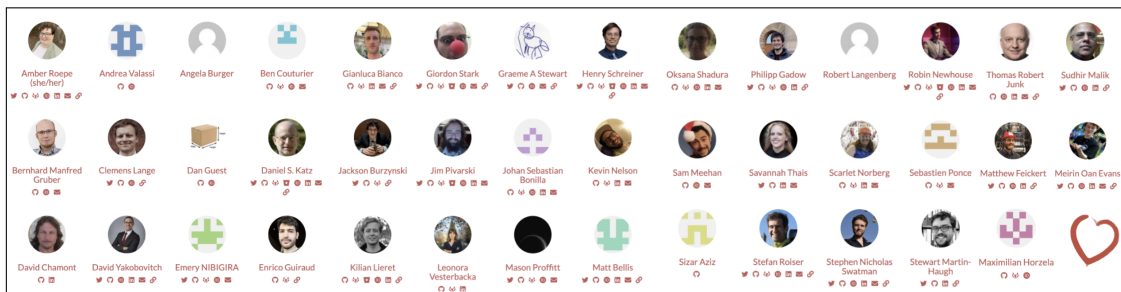 Amber Roepe (she/her)
Andrea Valassi
Angela Burger
Ben Couturier
Gianluca Bianco
Giordon Stark
Graeme A Stewart
Henry Schreiner
Oksana Shadura
Philipp Gadow
Robert Langenberg
Robin Newhouse
Thomas Robert
Junk
Sudhir Malik
Bernhard Manfred
Gruber
Clemens Lange
Dan Guest
Daniel S. Katz
Jackson Burzynski
Jim Pivarski
Johan Sebastian
Bonilla
Kevin Nelson
Sam Meehan
Savannah Thais
Scarlet Norberg
Sebastien Ponce
Matthew Feickert
Meirin Oan Evans
David Chamont
David Yakobovitch
Emery NIBIGIRA
Enrico Guiraud
Kilian Lieret
Leonora
Vesterbacka
Mason Proffitt
Matt Bellis
Sizar Aziz
Stefan Roiser
Stephen Nicholas
Swatman
Stewart Martin-
Haugh
Maximilian Horzela